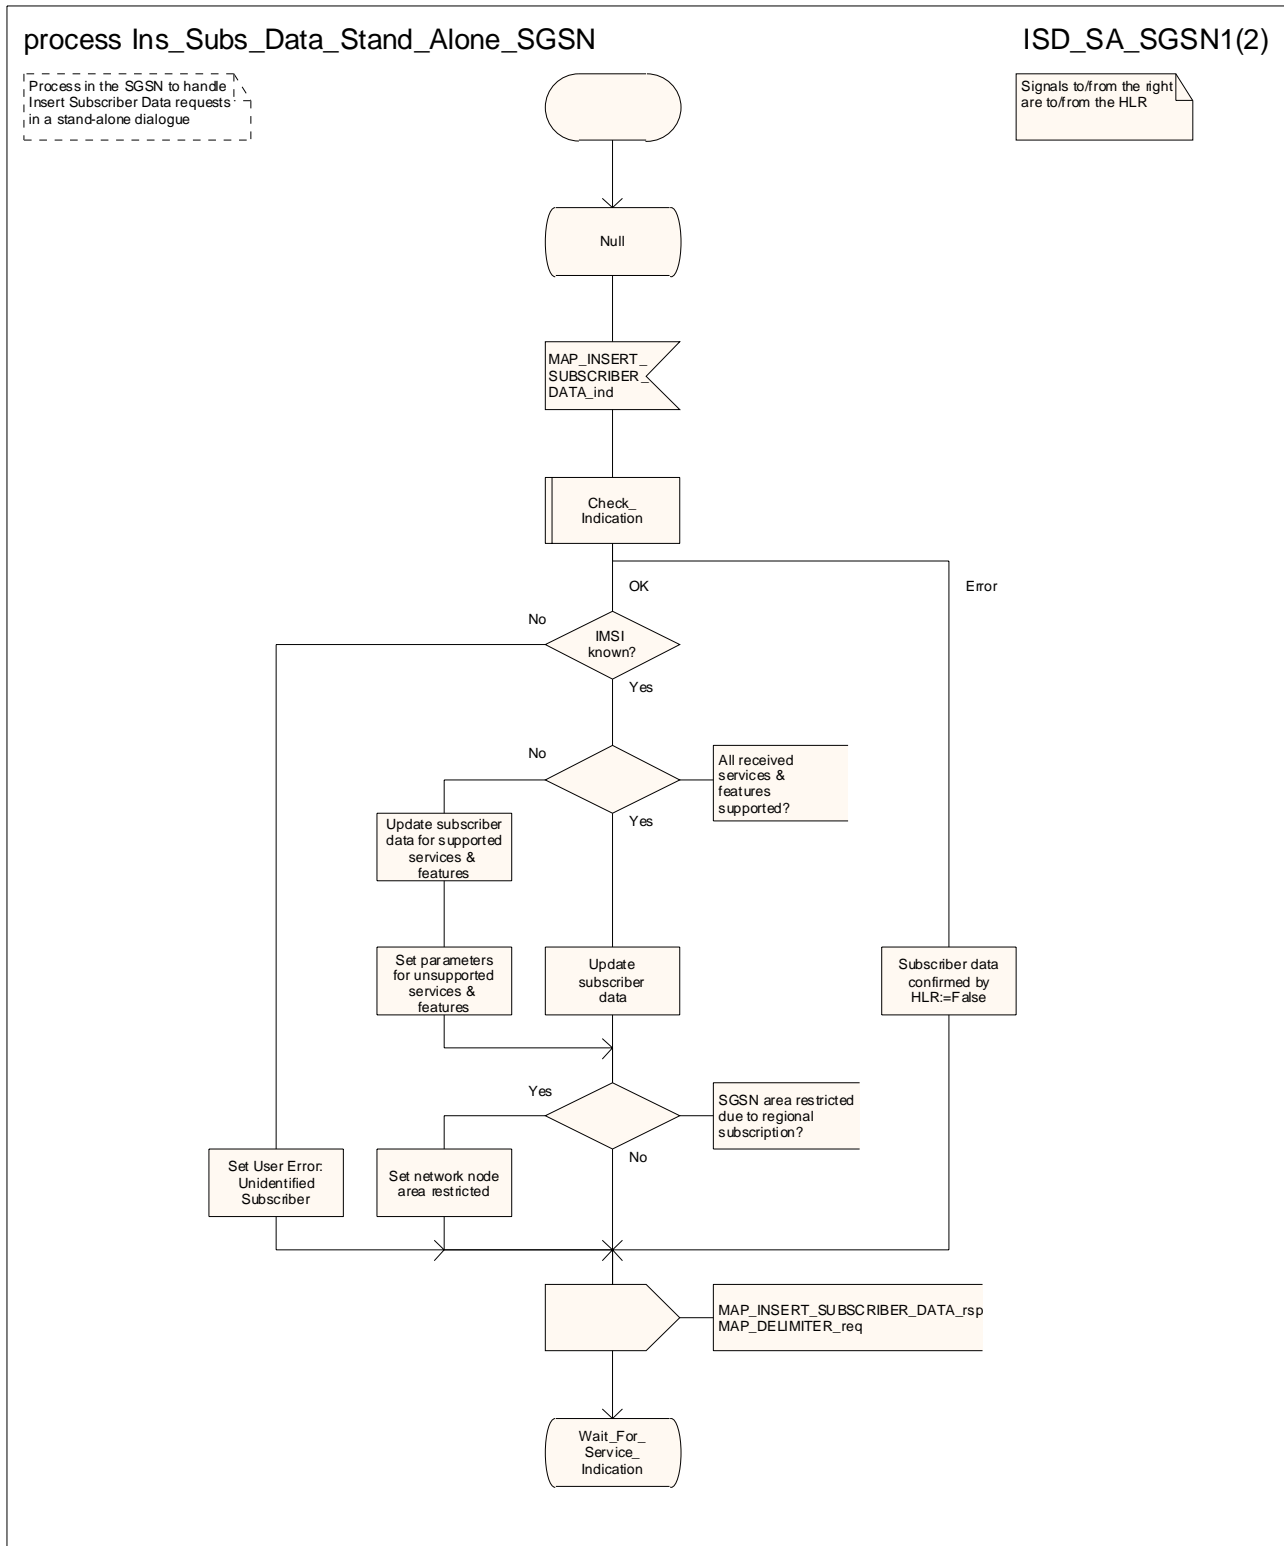 process Ins_Subs_Data_Stand_Alone_SGSN
ISD_SA_SGSN1(2)
Process in the SGSN to handle
Insert Subscriber Data requests
in a stand-alone dialogue
Signals to/from the right
are to/from the HLR
Null
MAP_INSERT_
SUBSCRIBER_
DATA_ind
Check_
Indication
OK
Error
No
IMSI
known?
Yes
No
All received
services &
features
supported?
Yes
Update subscriber
data for supported
services &
features
Set parameters
for unsupported
services &
features
Update
subscriber
data
Subscriber data
confirmed by
HLR:=False
Yes
SGSN area restricted
due to regional
subscription?
No
Set User Error:
Unidentified
Subscriber
Set network node
area restricted
MAP_INSERT_SUBSCRIBER_DATA_rsp
MAP_DELIMITER_req
Wait_For_
Service_
Indication